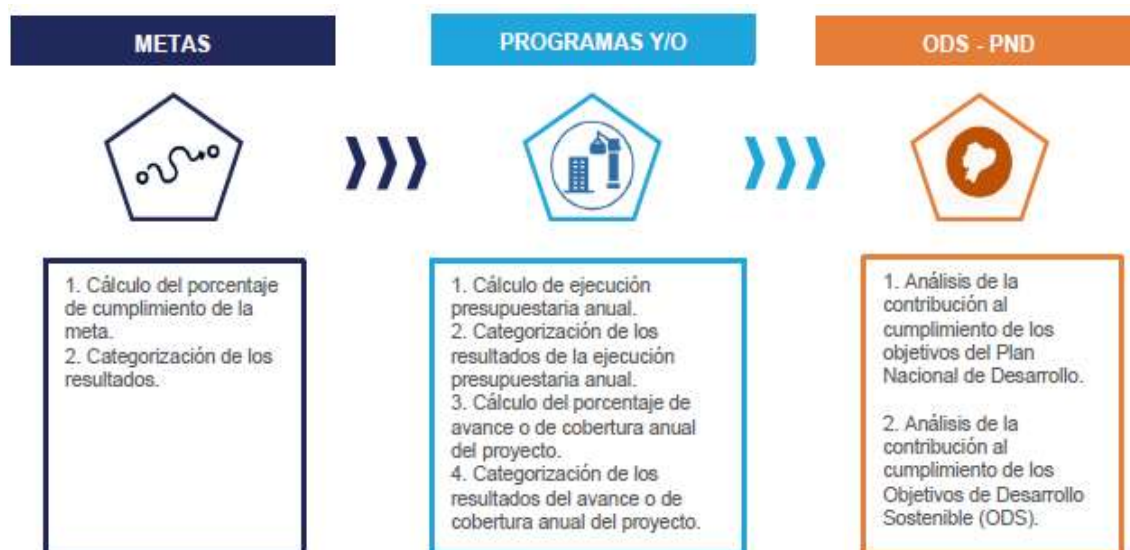 METAS
PROGRAMAS Y/O
ODS - PND
1. Cálculo del porcentaje
de cumplimiento de la
meta.
2. Categorización de los
resultados.
1. Cálculo de ejecución
presupuestaria anual.
2. Categorización de los
resultados de la ejecución
presupuestaria anual.
3. Cálculo del porcentaje de
avance o de cobertura anual
del proyecto.
4. Categorización de los
resultados del avance o de
cobertura anual del proyecto.
1. Análisis de la
contribución al
cumplimiento de los
objetivos del Plan
Nacional de Desarrollo.
2. Análisis de la
contribución al
cumplimiento de los
Objetivos de Desarrollo
Sostenible (ODS).